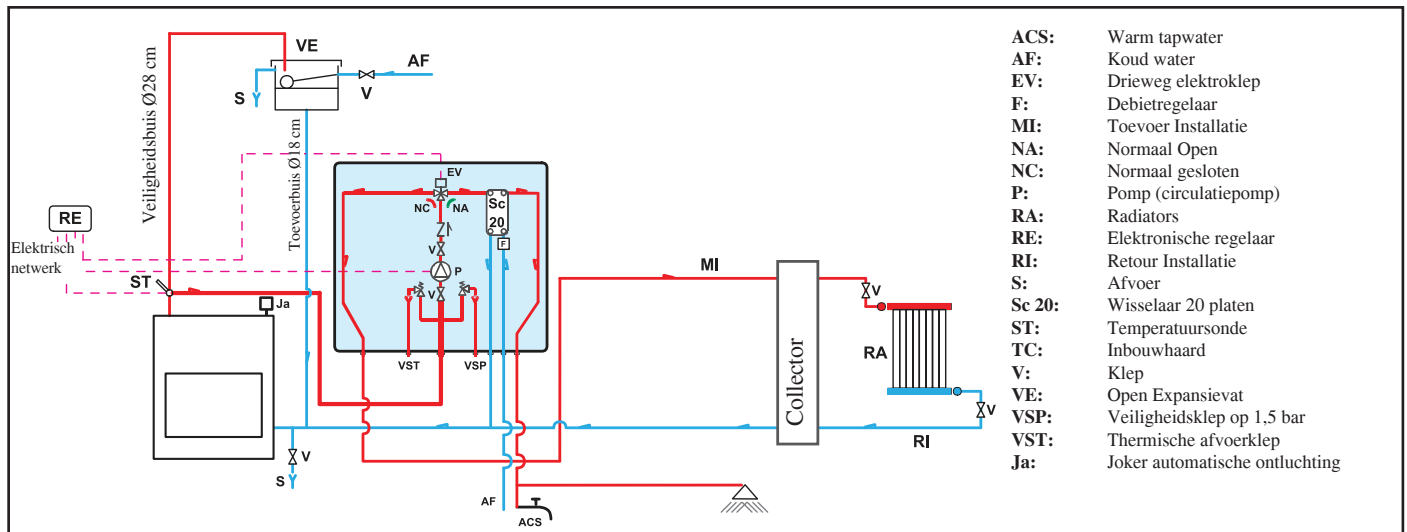 VE
AF
S
V
Veiligheidsbuis Ø28 cm
Toevoerbuis Ø18 cm
EV
NC
NA
Sc
20
F
V
P
V
RE
Elektrisch
netwerk
ST
Ja
VST
VSP
MI
Collector
V
RA
V
RI
V
S
AF
ACS
ACS: Warm tapwater
AF: Koud water
EV: Drieweg elektroklep
F: Debietregelaar
MI: Toevoer Installatie
NA: Normaal Open
NC: Normaal gesloten
P: Pomp (circulatiepomp)
RA: Radiators
RE: Elektronische regelaar
RI: Retour Installatie
S: Afvoer
Sc 20: Wisselaar 20 platen
ST: Temperatuursonde
TC: Inbouwhaard
V: Klep
VE: Open Expansievat
VSP: Veiligheidsklep op 1,5 bar
VST: Thermische afvoerklep
Ja: Joker automatische ontluchting